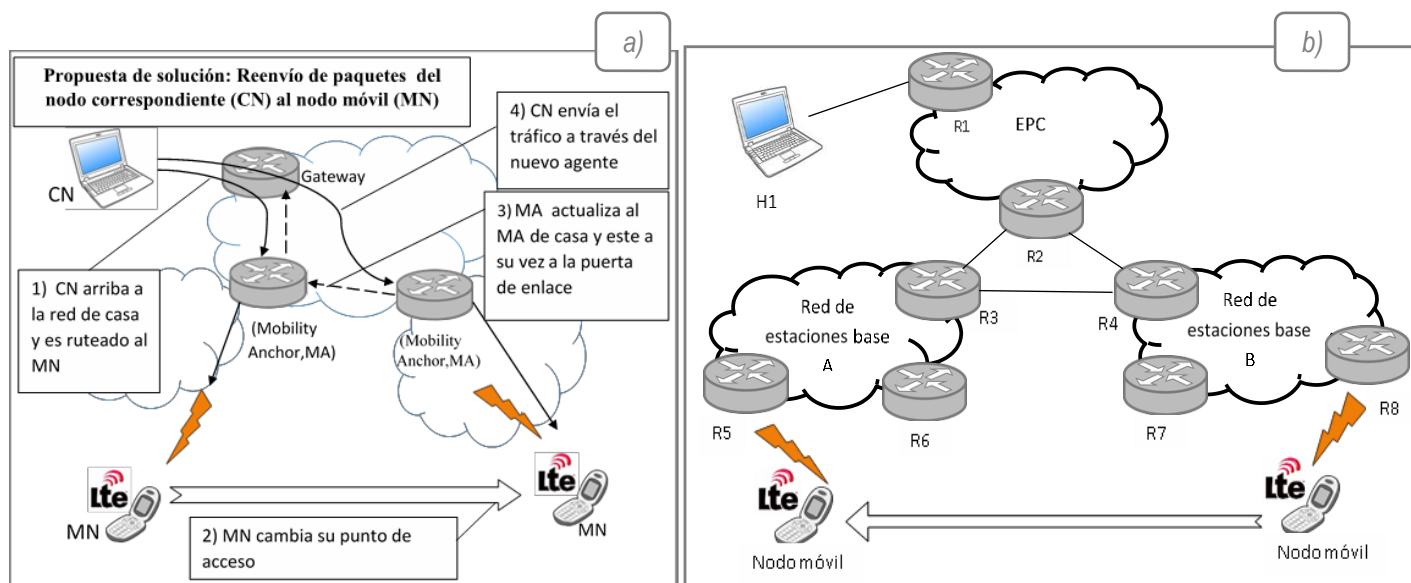 a)
Propuesta de solución: Reenvío de paquetes del
nodo correspondiente (CN) al nodo móvil (MN)
4) CN envía el
tráfico a través del
nuevo agente
CN
Gateway
3) MA actualiza al
MA de casa y este a
su vez a la puerta
de enlace
1) CN arriba a
la red de casa
y es ruteado al
MN
(Mobility
Anchor,MA)
(Mobility
Anchor,MA)
Lte
MN
Lte
MN
2) MN cambia su punto de
acceso
b)
R1
EPC
H1
R2
Red de
estaciones base
A
R3
R4
Red de
estaciones base
B
R5
R6
R7
R8
Lte
Nodo móvil
Lte
Nodo móvil